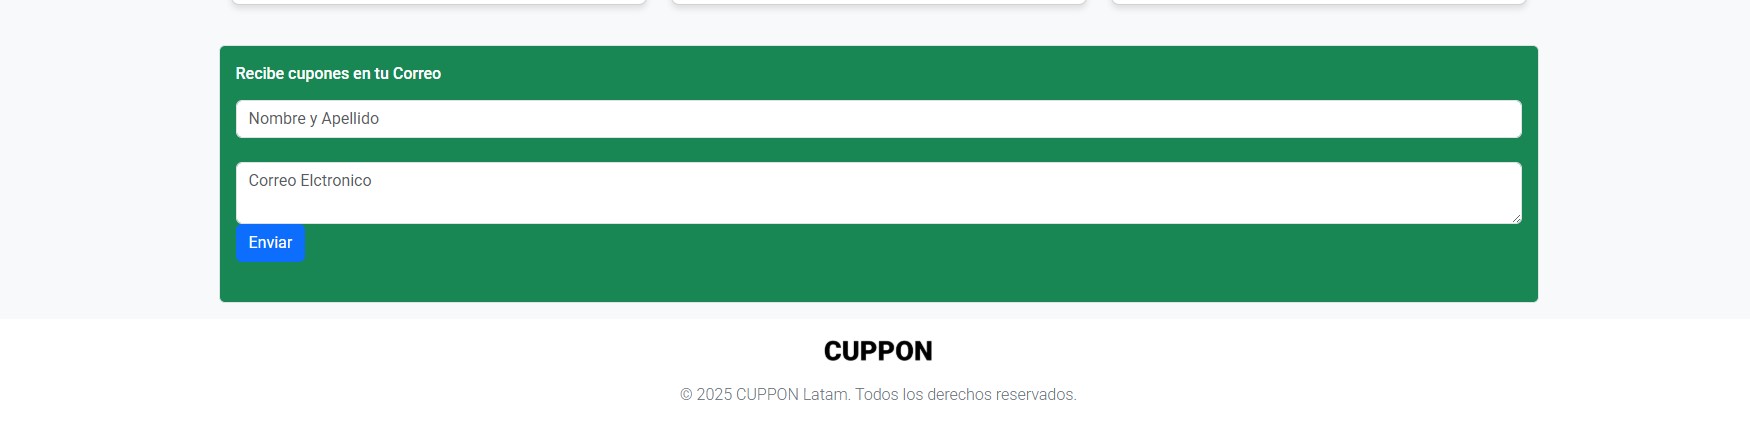 Recibe cupones en tu Correo
Nombre y Apellido
Correo Elctronico
Enviar
CUPPON
© 2025 CUPPON Latam. Todos los derechos reservados.